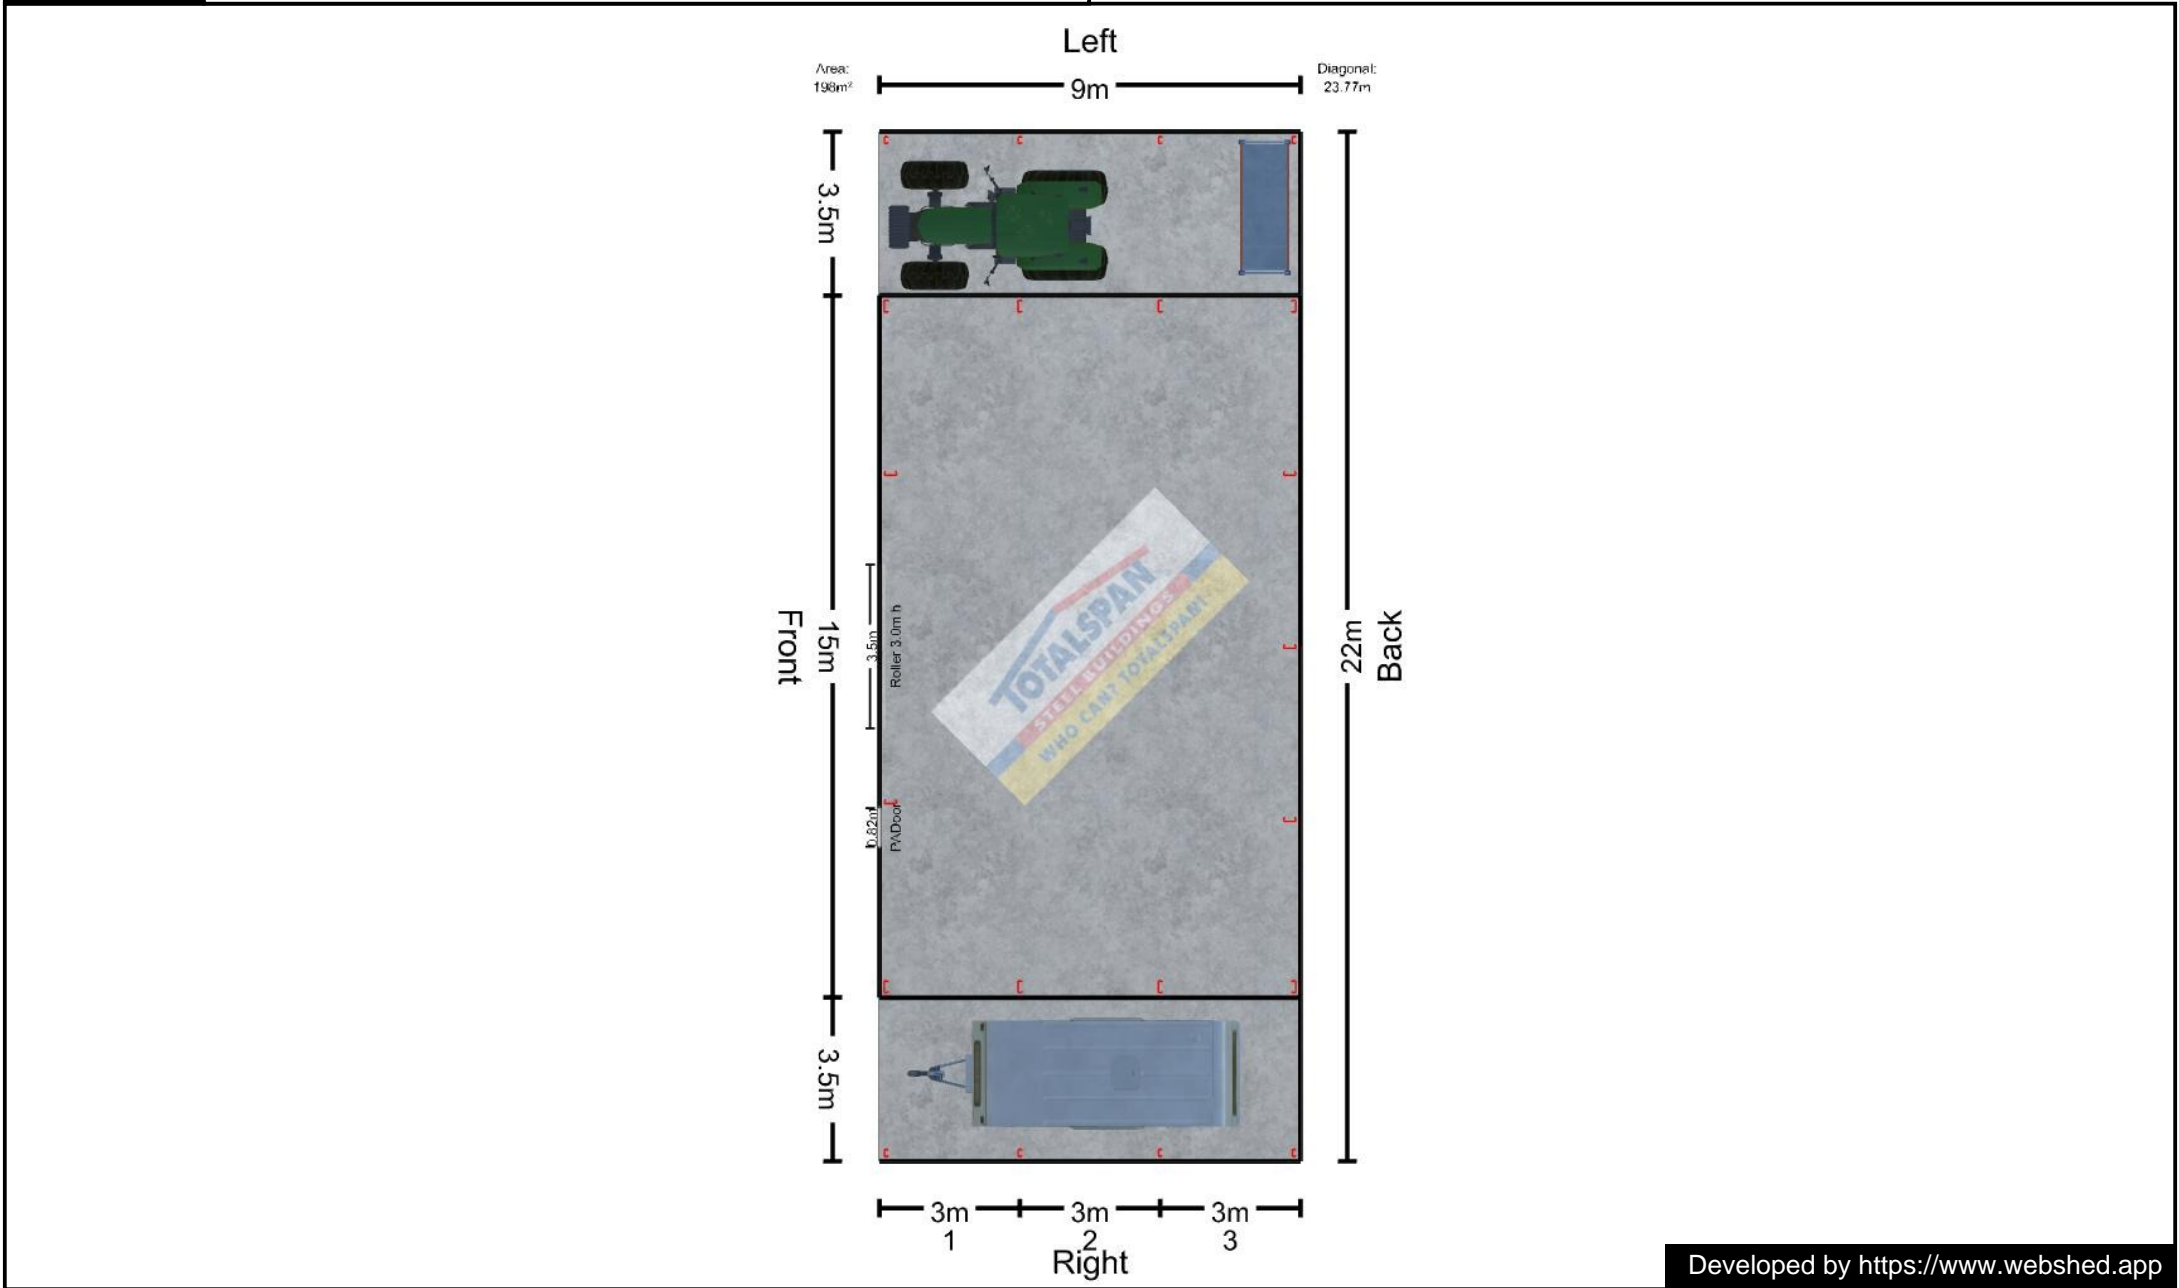 Left
Area:
198m²
9m
Diagonal:
23.77m
3.5m
Front
15m
3.5m
Roller 3.0m h
0.82m
PADoor
TOTALSPAN
STEEL BUILDINGS
WHO CAN? TOTALSPAN!
22m
Back
3.5m
3m
3m
3m
1
2
3
Right
Developed by https://www.webshed.app